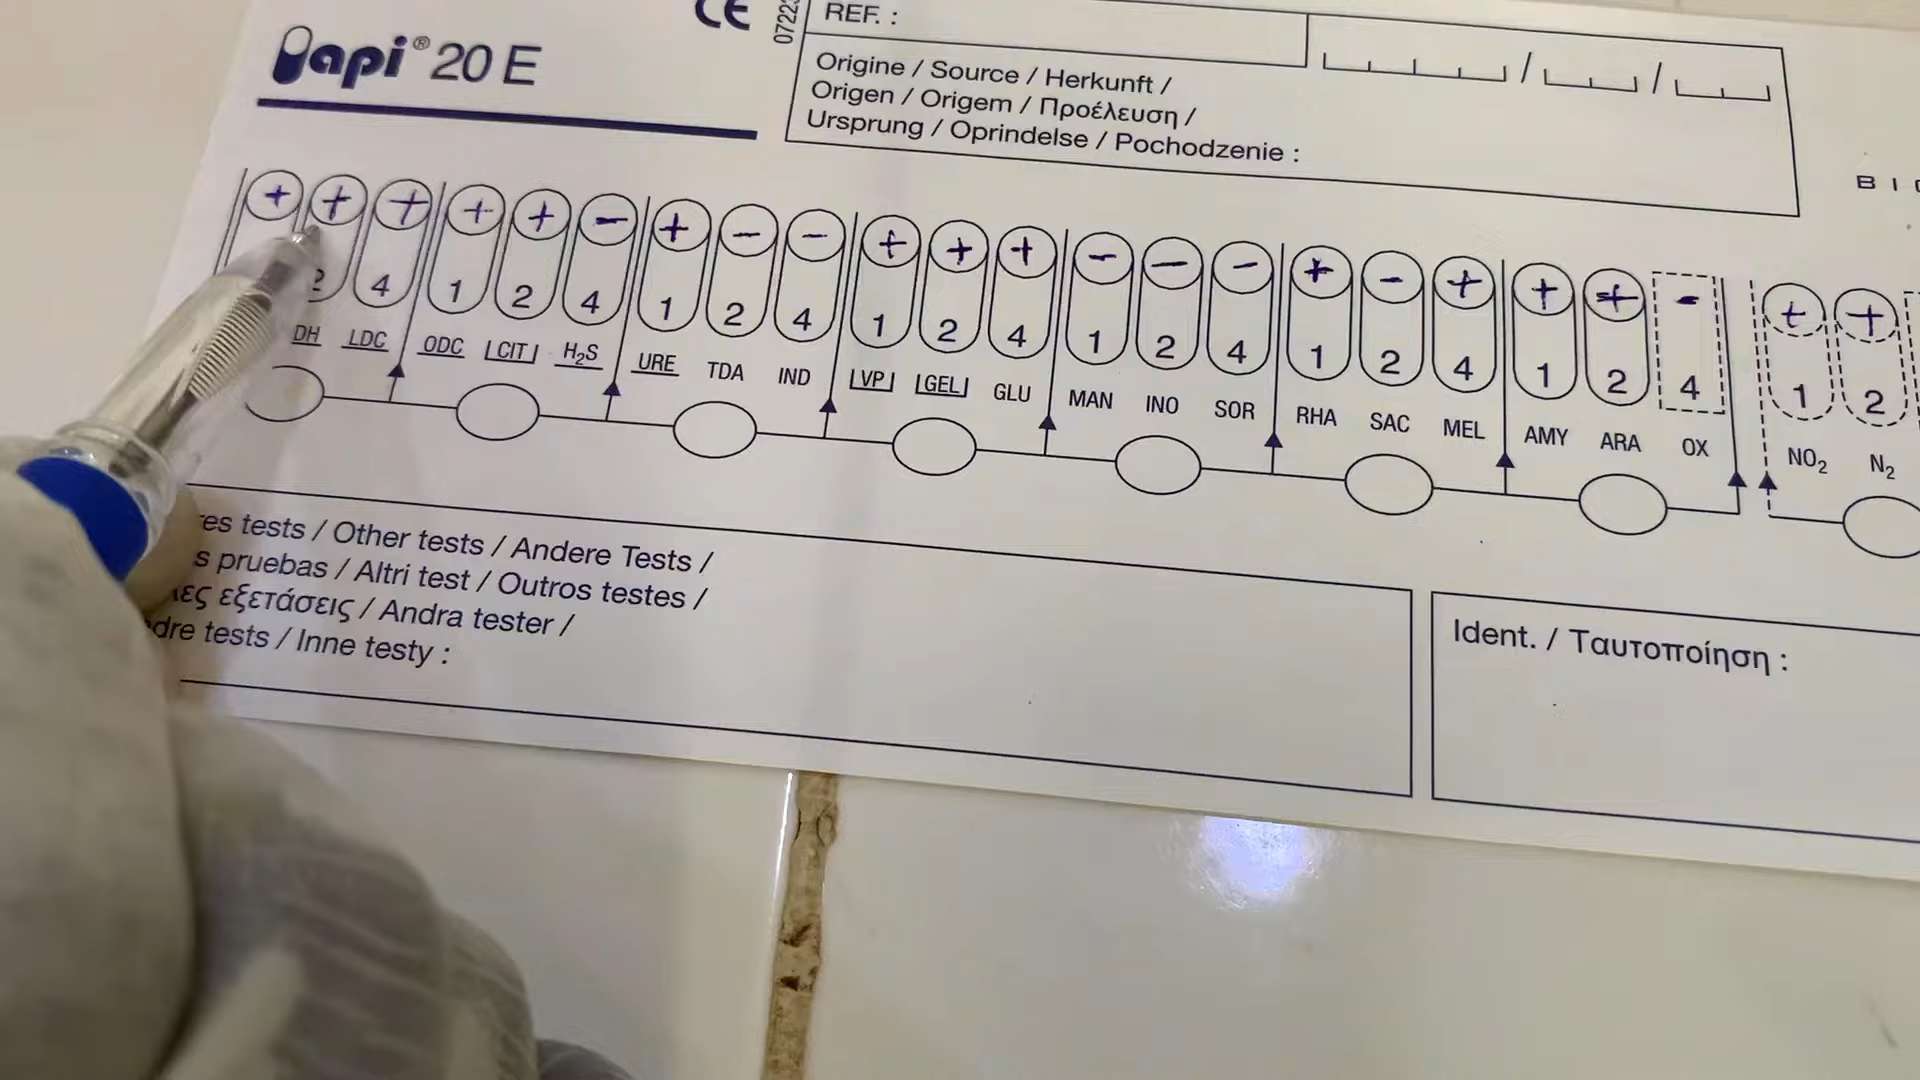 CE
0722
REF. :
/ /
api® 20 E
Origine / Source / Herkunft /
Origen / Origem / Προέλευση /
Ursprung / Oprindelse / Pochodzenie :
+ + + + + - + - - + + + - - - + - + + + - + +
2 4 1 2 4 1 2 4 1 2 4 1 2 4 1 2 4 1 2 4 1 2
DH LDC ODC CIT H₂S URE TDA IND VP GEL GLU MAN INO SOR RHA SAC MEL AMY ARA OX NO₂ N₂
es tests / Other tests / Andere Tests /
s pruebas / Altri test / Outros testes /
ες εξετάσεις / Andra tester /
dre tests / Inne testy :
Ident. / Ταυτοποίηση :